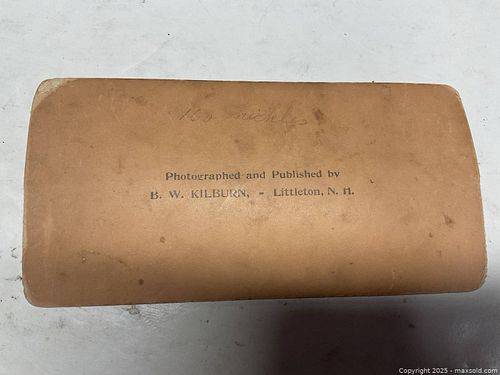 Photographed and Published by
B. W. KILBURN, - Littleton, N. H.
Copyright 2025 - maxsold.com